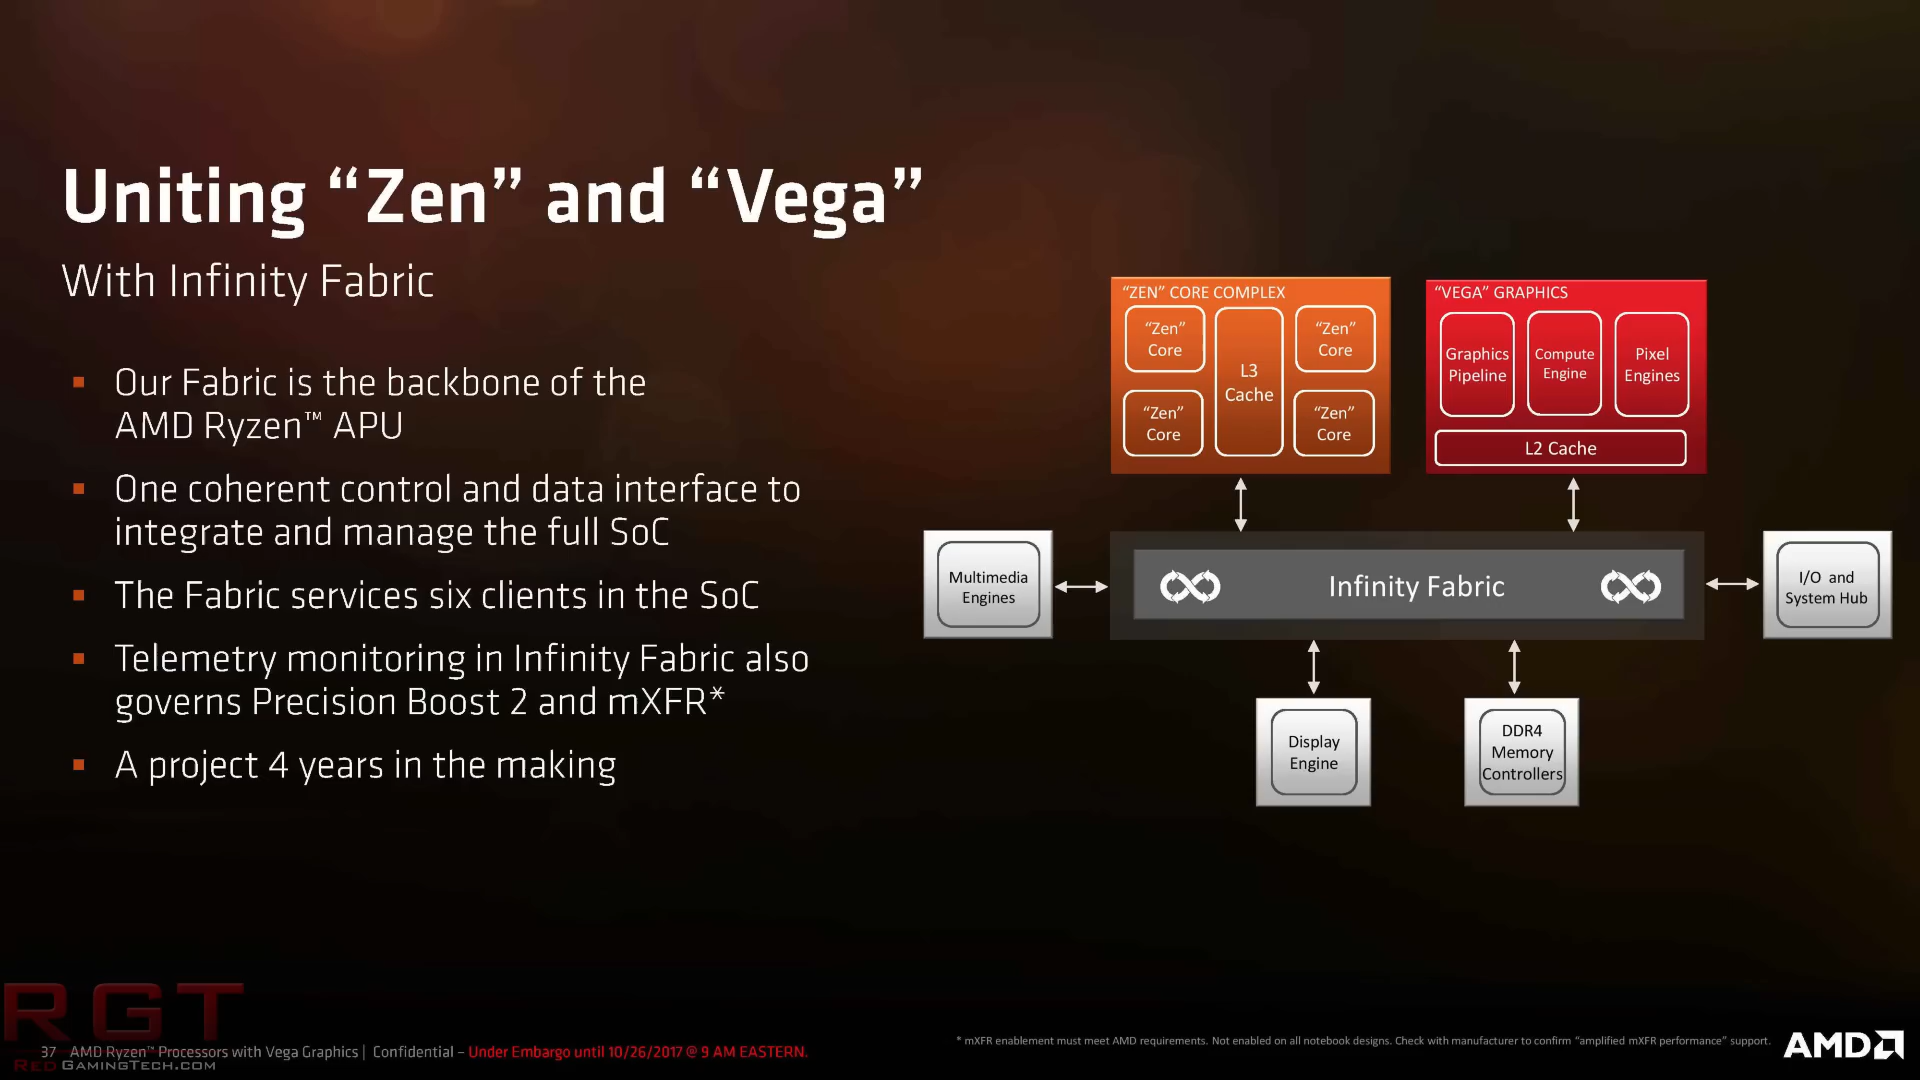 Uniting “Zen” and “Vega”
With Infinity Fabric
▪ Our Fabric is the backbone of the
AMD Ryzen™ APU
▪ One coherent control and data interface to
integrate and manage the full SoC
▪ The Fabric services six clients in the SoC
▪ Telemetry monitoring in Infinity Fabric also
governs Precision Boost 2 and mXFR*
▪ A project 4 years in the making
“ZEN” CORE COMPLEX
“Zen”
Core
“Zen”
Core
L3
Cache
“Zen”
Core
“Zen”
Core
“VEGA” GRAPHICS
Graphics
Pipeline
Compute
Engine
Pixel
Engines
L2 Cache
Multimedia
Engines
Infinity Fabric
I/O and
System Hub
Display
Engine
DDR4
Memory
Controllers
RGT
37 AMD Ryzen™ Processors with Vega Graphics | Confidential – Under Embargo until 10/26/2017 @ 9 AM EASTERN.
RED GAMINGTECH.COM
* mXFR enablement must meet AMD requirements. Not enabled on all notebook designs. Check with manufacturer to confirm “amplified mXFR performance” support.
AMD